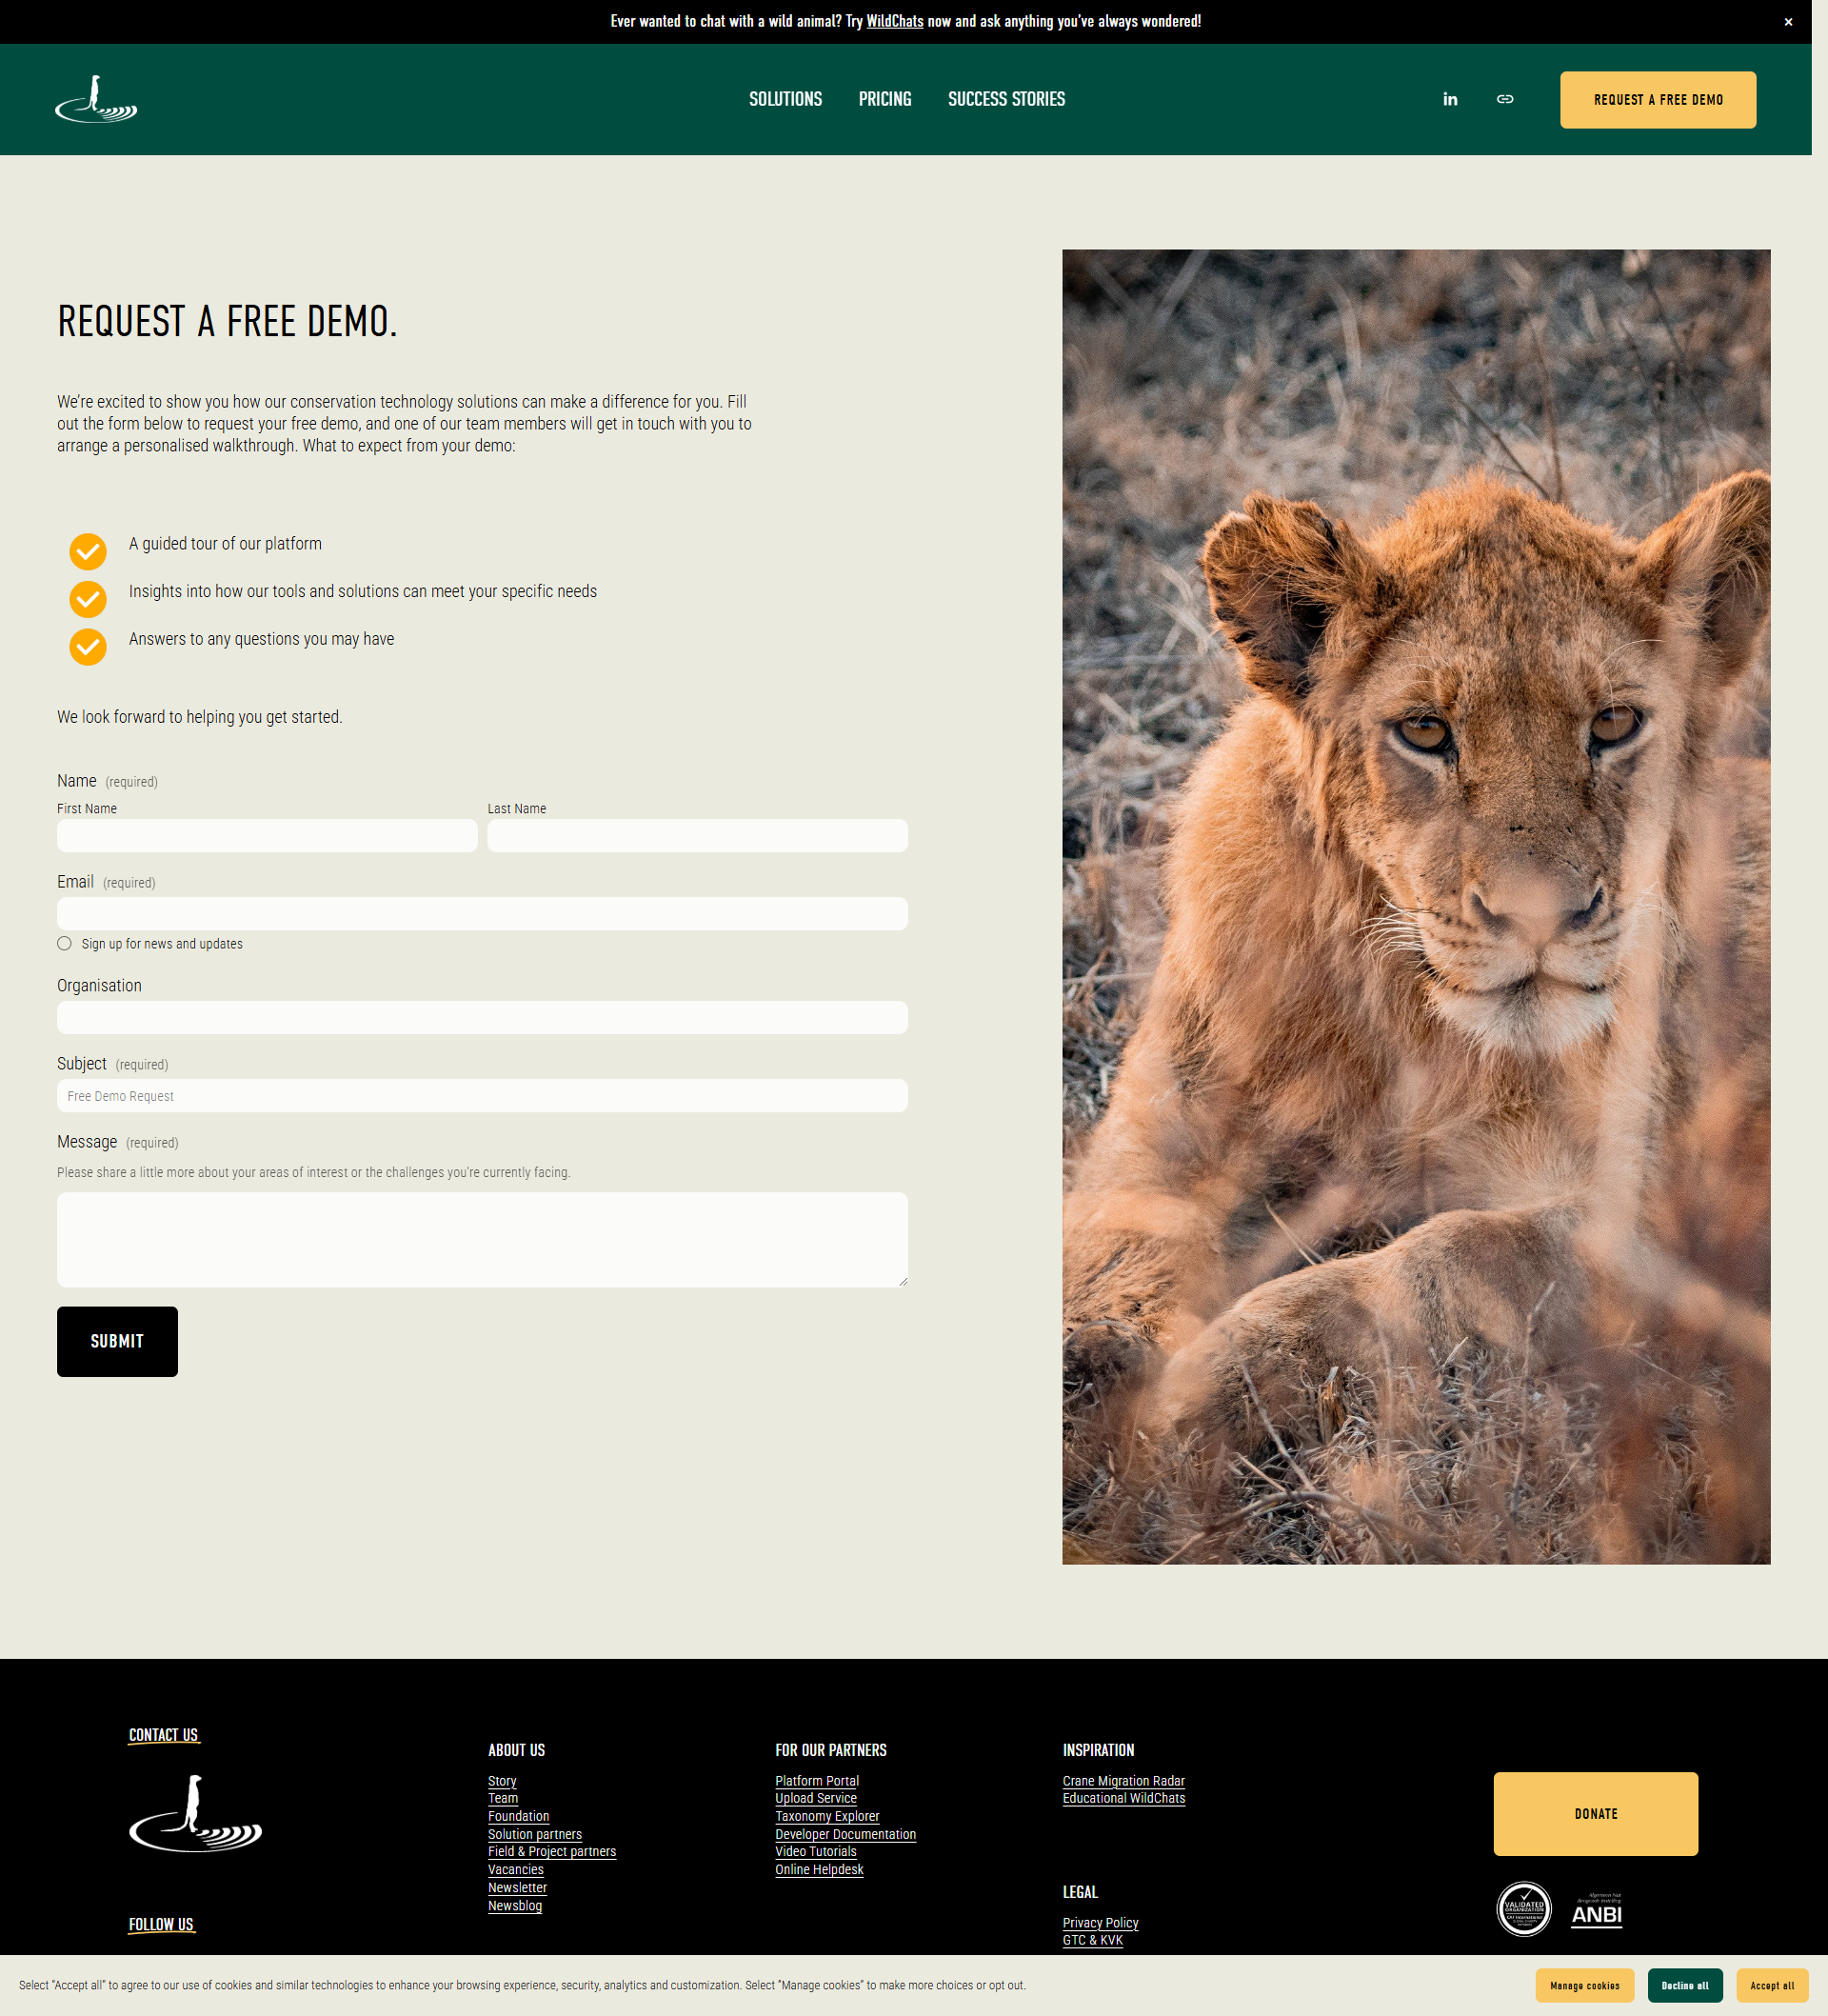 Ever wanted to chat with a wild animal? Try WildChats now and ask anything you've always wondered!
×
SOLUTIONS
PRICING
SUCCESS STORIES
in
REQUEST A FREE DEMO
REQUEST A FREE DEMO.
We’re excited to show you how our conservation technology solutions can make a difference for you. Fill
out the form below to request your free demo, and one of our team members will get in touch with you to
arrange a personalised walkthrough. What to expect from your demo:
A guided tour of our platform
Insights into how our tools and solutions can meet your specific needs
Answers to any questions you may have
We look forward to helping you get started.
Name (required)
First Name
Last Name
Email (required)
Sign up for news and updates
Organisation
Subject (required)
Free Demo Request
Message (required)
Please share a little more about your areas of interest or the challenges you're currently facing.
SUBMIT
CONTACT US
FOLLOW US
ABOUT US
Story
Team
Foundation
Solution partners
Field & Project partners
Vacancies
Newsletter
Newsblog
FOR OUR PARTNERS
Platform Portal
Upload Service
Taxonomy Explorer
Developer Documentation
Video Tutorials
Online Helpdesk
INSPIRATION
Crane Migration Radar
Educational WildChats
LEGAL
Privacy Policy
GTC & KVK
DONATE
VALIDATED
ORGANIZATION
ANBI
Select “Accept all” to agree to our use of cookies and similar technologies to enhance your browsing experience, security, analytics and customization. Select “Manage cookies” to make more choices or opt out.
Manage cookies
Decline all
Accept all